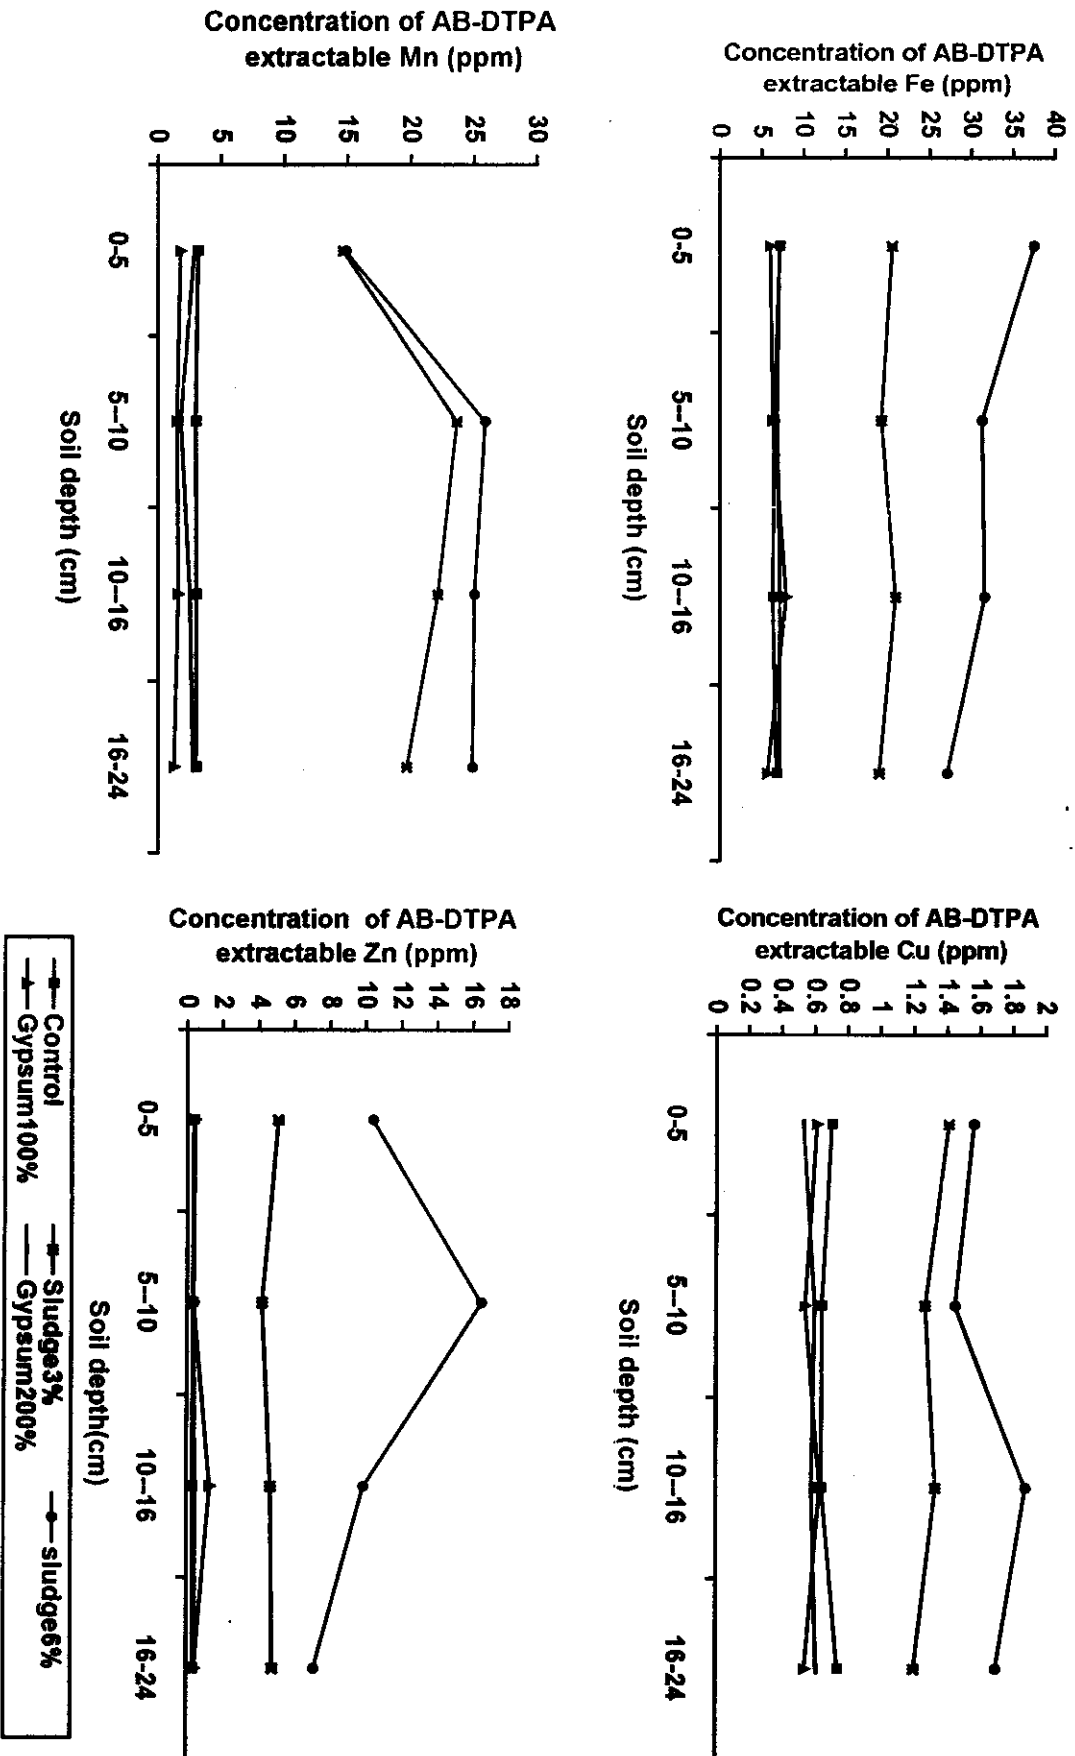 Concentration of AB-DTPA
extractable Fe (ppm)
0 5 10 15 20 25 30 35 40
0-5
5--10
10--16
16-24
Soil depth (cm)
Concentration of AB-DTPA
extractable Cu (ppm)
0 0.2 0.4 0.6 0.8 1 1.2 1.4 1.6 1.8 2
0-5
5--10
10--16
16-24
Soil depth (cm)
Concentration of AB-DTPA
extractable Mn (ppm)
0 5 10 15 20 25 30
0-5
5--10
10--16
16-24
Soil depth (cm)
Concentration of AB-DTPA
extractable Zn (ppm)
0 2 4 6 8 10 12 14 16 18
0-5
5--10
10--16
16-24
Soil depth(cm)
Control Sludge3% sludge6%
Gypsum100% Gypsum200%